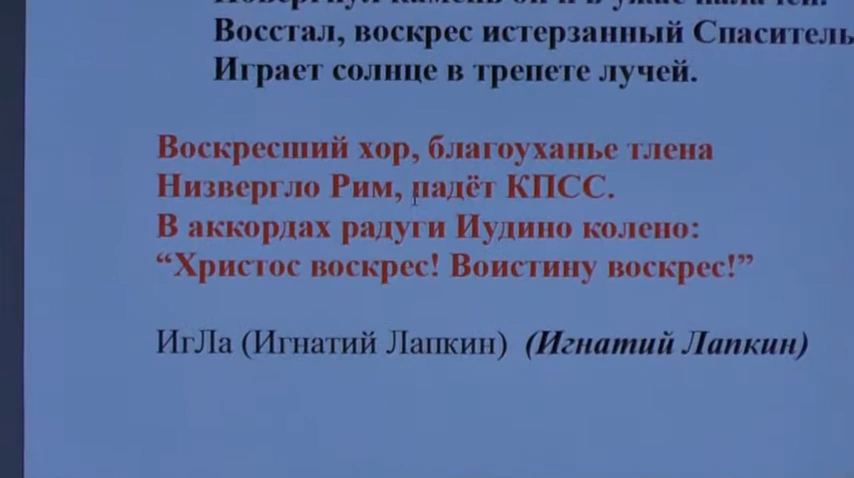 Восстал, воскрес истерзанный Спаситель
Играет солнце в трепете лучей.
Воскресший хор, благоуханье тлена
Низвергло Рим, падёт КПСС.
В аккордах радуги Иудино колено:
“Христос воскрес! Воистину воскрес!”
ИгЛа (Игнатий Лапкин) (Игнатий Лапкин)